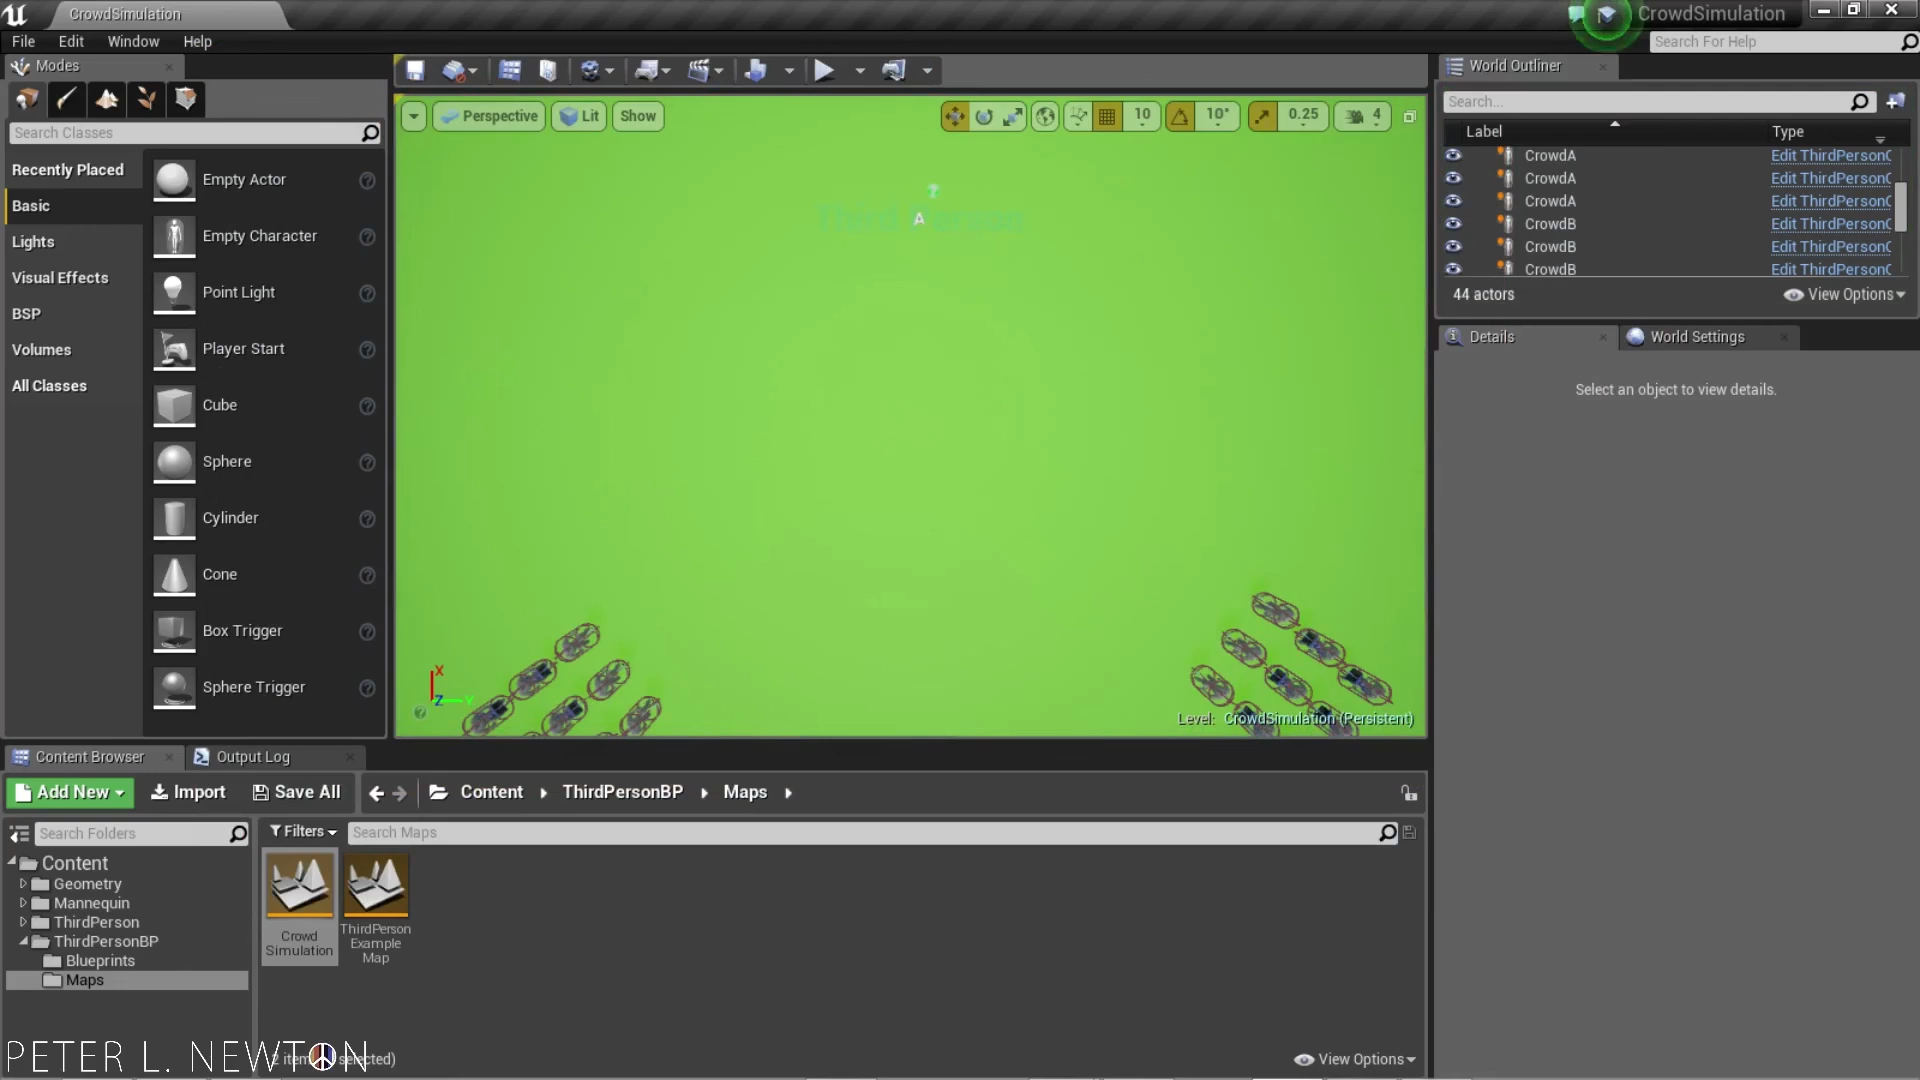 CrowdSimulation
CrowdSimulation
File Edit Window Help
Search For Help
Modes
Search Classes
Recently Placed
Basic
Lights
Visual Effects
BSP
Volumes
All Classes
Empty Actor
Empty Character
Point Light
Player Start
Cube
Sphere
Cylinder
Cone
Box Trigger
Sphere Trigger
Perspective Lit Show
10 10° 0.25 4
Third Person
A
X
Z Y
Level: CrowdSimulation (Persistent)
World Outliner
Search...
Label Type
CrowdA Edit ThirdPersonC
CrowdA Edit ThirdPersonC
CrowdA Edit ThirdPersonC
CrowdB Edit ThirdPersonC
CrowdB Edit ThirdPersonC
CrowdB Edit ThirdPersonC
44 actors View Options
Details World Settings
Select an object to view details.
Content Browser Output Log
Add New Import Save All Content ThirdPersonBP Maps
Search Folders
Filters Search Maps
Content
Geometry
Mannequin
ThirdPerson
ThirdPersonBP
Blueprints
Maps
Crowd
Simulation
ThirdPerson
Example
Map
View Options
PETER L. NEWTON